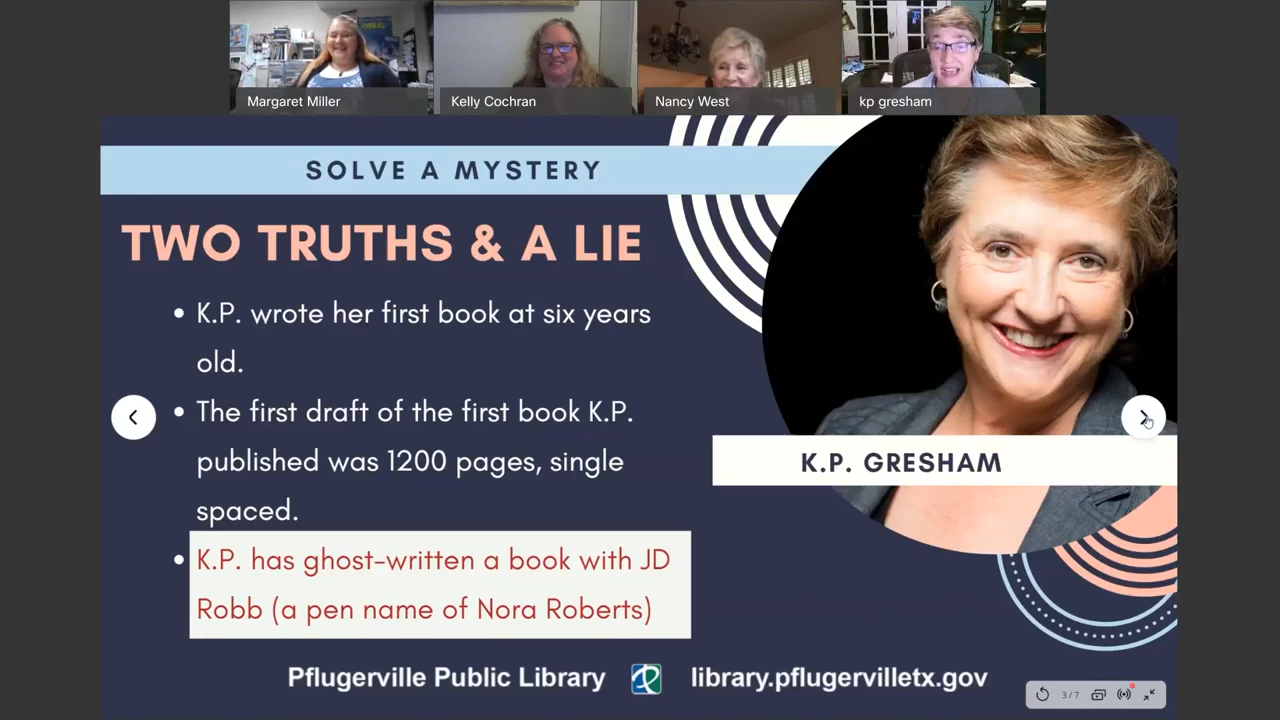 Margaret Miller
Kelly Cochran
Nancy West
kp gresham
SOLVE A MYSTERY
TWO TRUTHS & A LIE
• K.P. wrote her first book at six years
old.
• The first draft of the first book K.P.
published was 1200 pages, single
spaced.
• K.P. has ghost-written a book with JD
Robb (a pen name of Nora Roberts)
K.P. GRESHAM
Pflugerville Public Library
library.pflugervilletx.gov
3/7